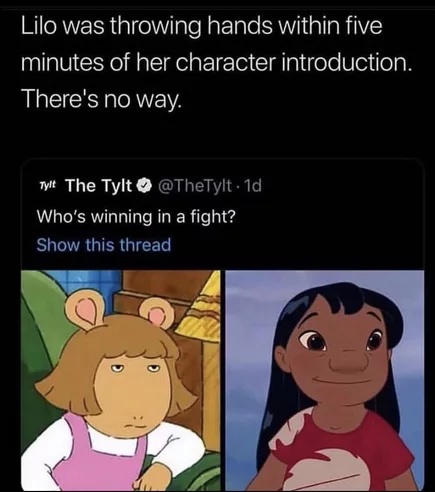 Lilo was throwing hands within five
minutes of her character introduction.
There's no way.
Tylt The Tylt @TheTylt · 1d
Who's winning in a fight?
Show this thread